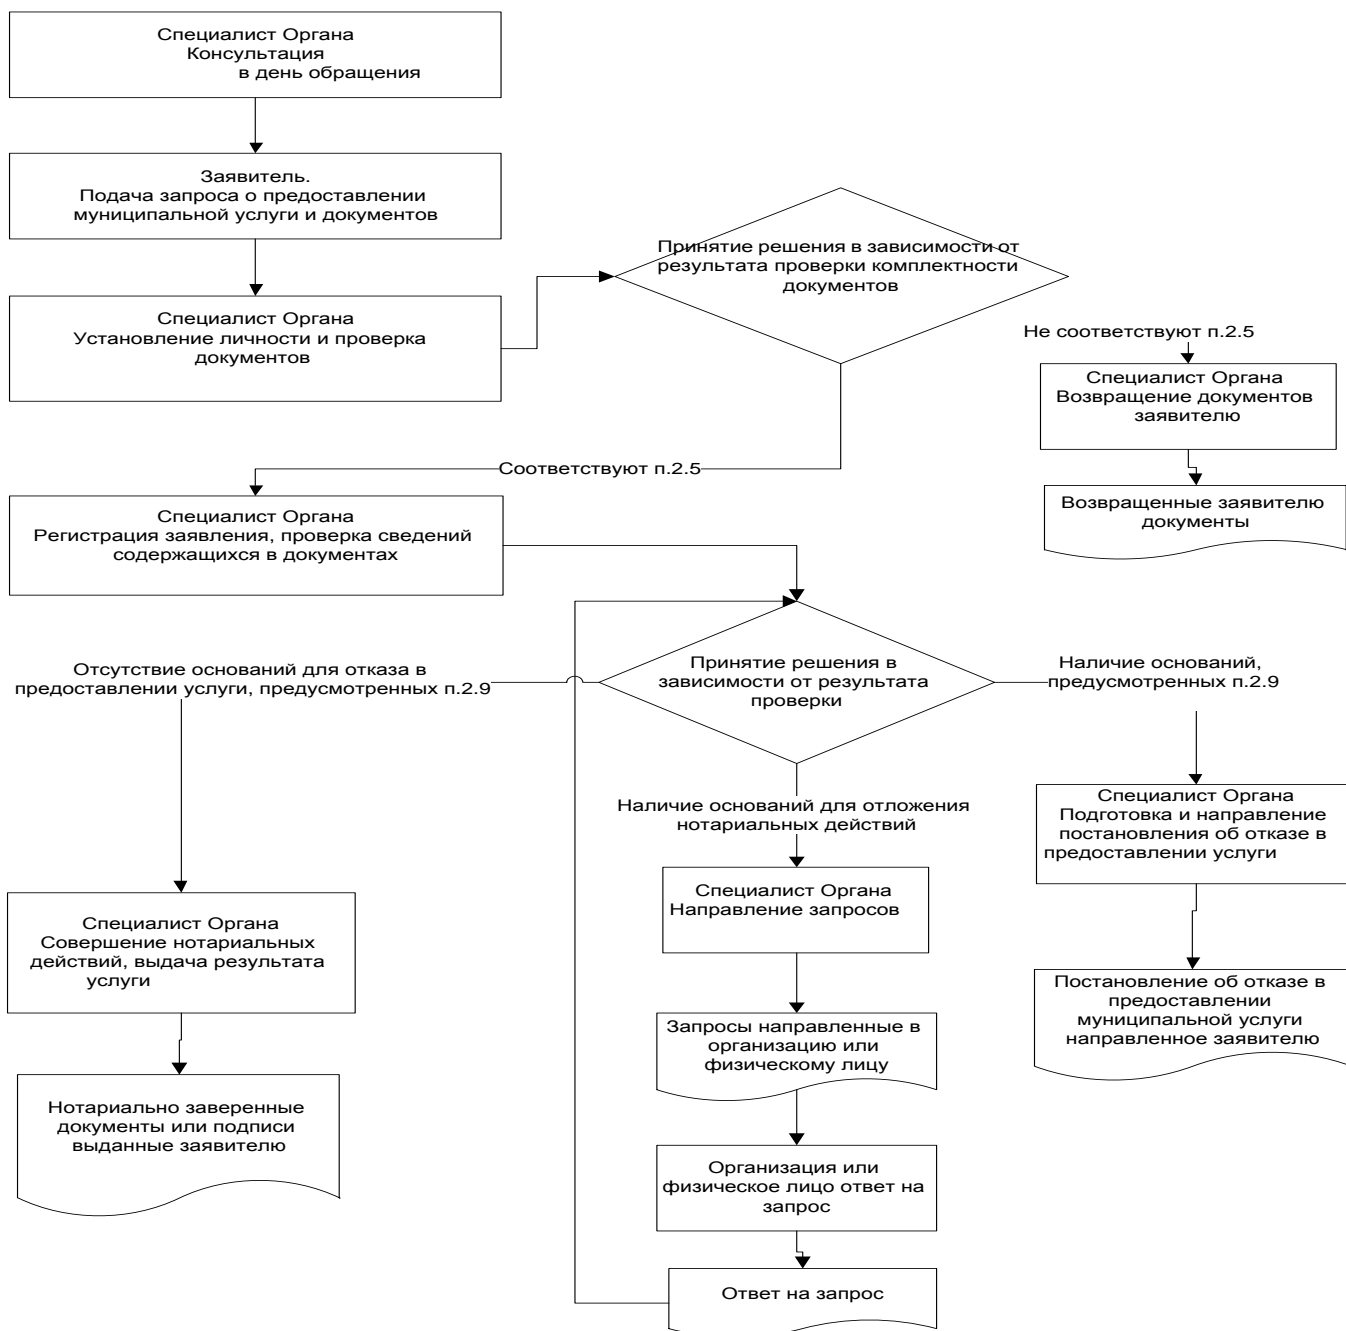 Специалист Органа
Консультация
в день обращения
Заявитель.
Подача запроса о предоставлении
муниципальной услуги и документов
Специалист Органа
Установление личности и проверка
документов
Принятие решения в зависимости от
результата проверки комплектности
документов
Не соответствуют п.2.5
Специалист Органа
Возвращение документов
заявителю
Возвращенные заявителю
документы
Соответствуют п.2.5
Специалист Органа
Регистрация заявления, проверка сведений
содержащихся в документах
Принятие решения в
зависимости от результата
проверки
Отсутствие оснований для отказа в
предоставлении услуги, предусмотренных п.2.9
Наличие оснований,
предусмотренных п.2.9
Наличие оснований для отложения
нотариальных действий
Специалист Органа
Подготовка и направление
постановления об отказе в
предоставлении услуги
Специалист Органа
Направление запросов
Специалист Органа
Совершение нотариальных
действий, выдача результата
услуги
Постановление об отказе в
предоставлении
муниципальной услуги
направленное заявителю
Запросы направленные в
организацию или
физическому лицу
Нотариально заверенные
документы или подписи
выданные заявителю
Организация или
физическое лицо ответ на
запрос
Ответ на запрос